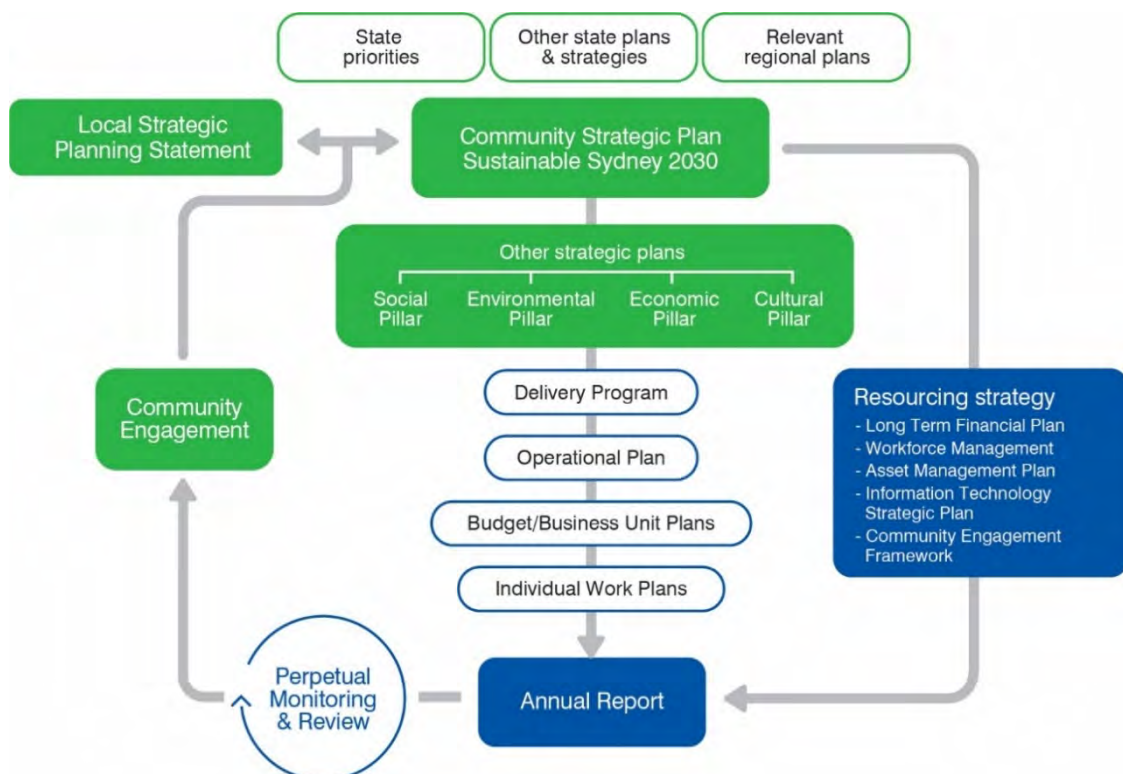 State
priorities
Other state plans
& strategies
Relevant
regional plans
Local Strategic
Planning Statement
Community Strategic Plan
Sustainable Sydney 2030
Other strategic plans
Social
Pillar
Environmental
Pillar
Economic
Pillar
Cultural
Pillar
Community
Engagement
Delivery Program
Operational Plan
Budget/Business Unit Plans
Individual Work Plans
Resourcing strategy
- Long Term Financial Plan
- Workforce Management
- Asset Management Plan
- Information Technology
Strategic Plan
- Community Engagement
Framework
Perpetual
Monitoring
& Review
Annual Report